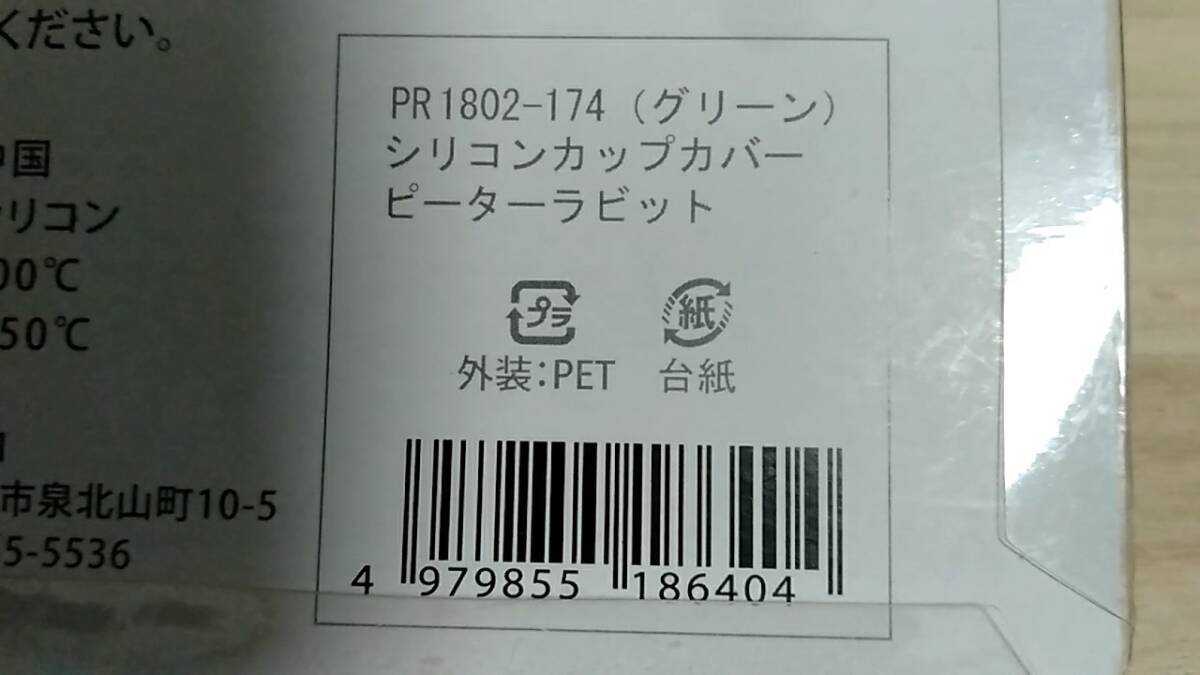 ください。
中国
シリコン
00℃
50℃
市泉北山町10-5
5-5536
PR1802-174（グリーン）
シリコンカップカバー
ピーターラビット
プラ
紙
外装：PET
台紙
4 979855 186404